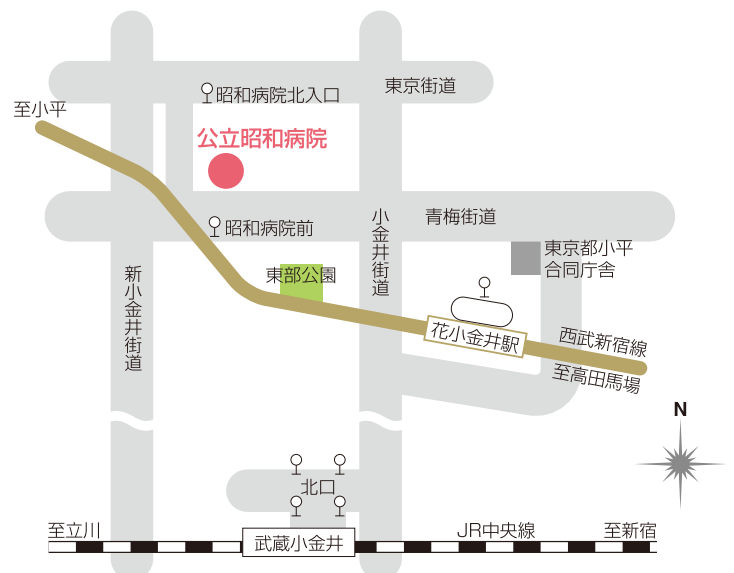 東京街道
昭和病院北入口
至小平
公立昭和病院
青梅街道
昭和病院前
小金井街道
東京都小平
合同庁舎
新小金井街道
東部公園
花小金井駅
西武新宿線
至高田馬場
N
北口
至立川
武蔵小金井
JR中央線
至新宿